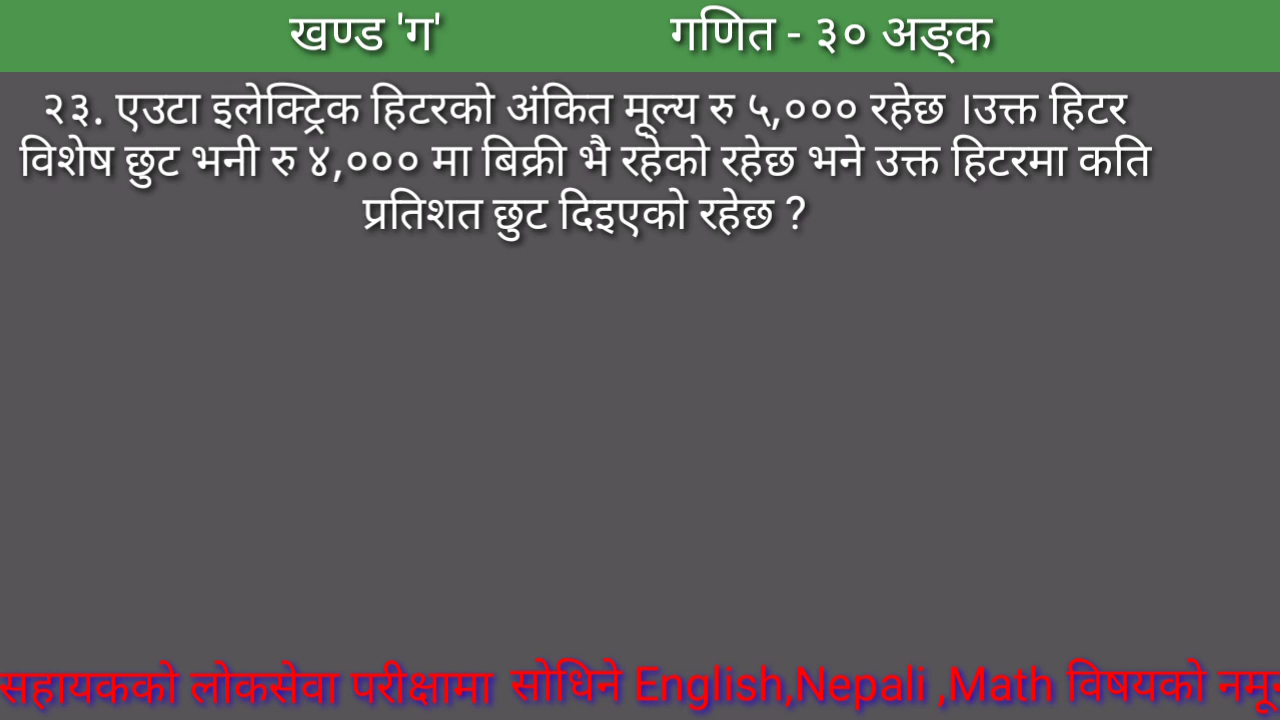 खण्ड 'ग' गणित - ३० अङ्क
२३. एउटा इलेक्ट्रिक हिटरको अंकित मूल्य रु ५,००० रहेछ ।उक्त हिटर
विशेष छुट भनी रु ४,००० मा बिक्री भै रहेको रहेछ भने उक्त हिटरमा कति
प्रतिशत छुट दिइएको रहेछ ?
सहायकको लोकसेवा परीक्षामा सोधिने English,Nepali ,Math विषयको